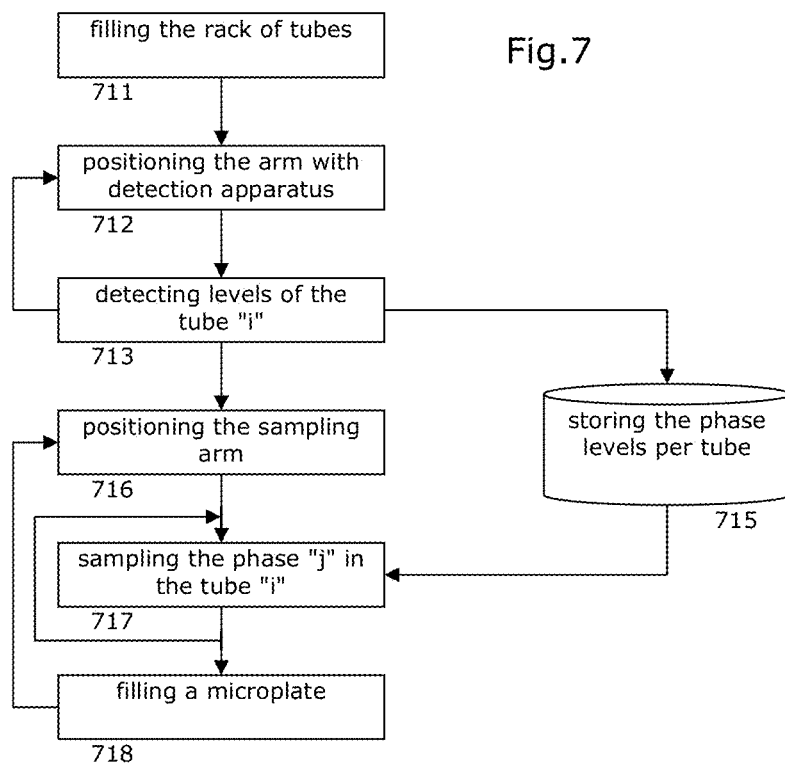 filling the rack of tubes
Fig.7
711
positioning the arm with
detection apparatus
712
detecting levels of the
tube "i"
713
positioning the sampling
arm
716
storing the phase
levels per tube
715
sampling the phase "j" in
the tube "i"
717
filling a microplate
718